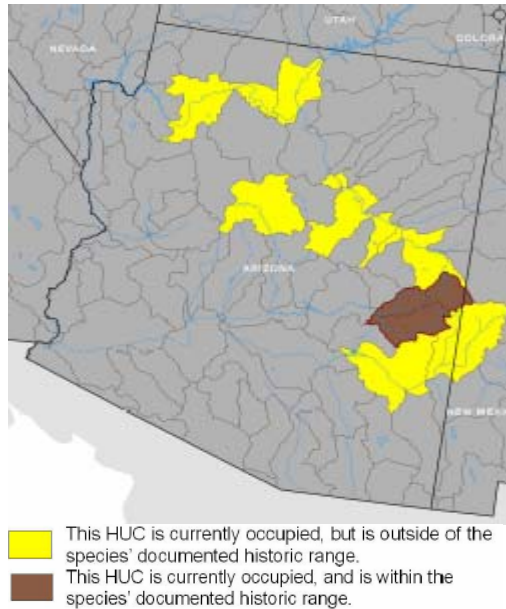 UTAH
COLORA
NEVADA
ARIZONA
NEW MEX
This HUC is currently occupied, but is outside of the
species' documented historic range.
This HUC is currently occupied, and is within the
species' documented historic range.